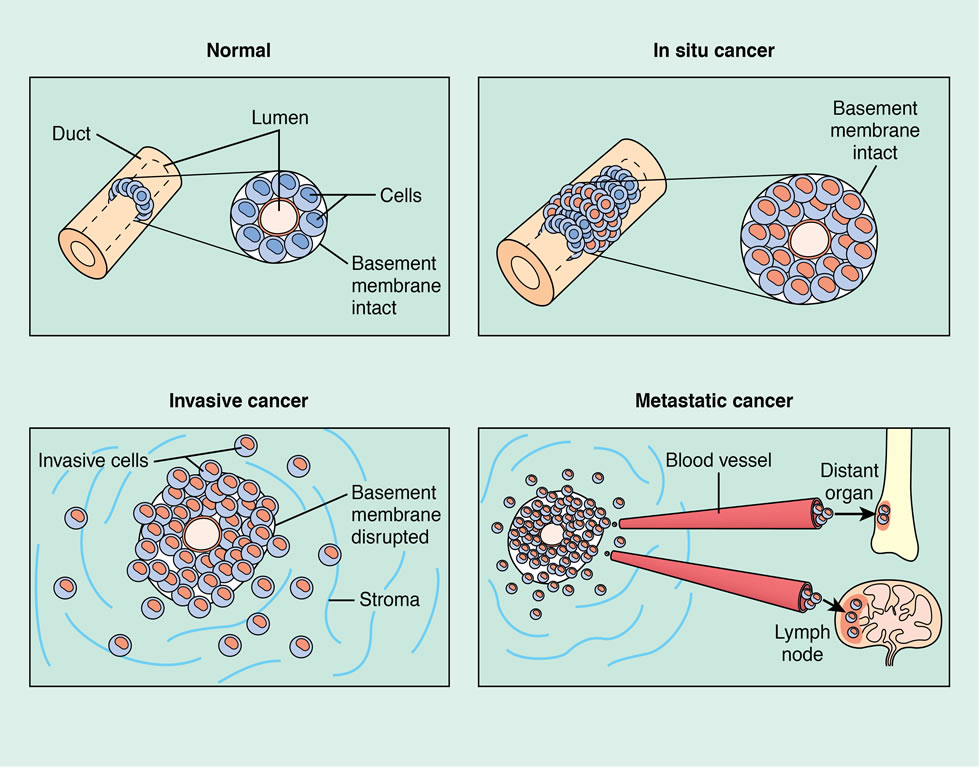 Normal
Duct
Lumen
Cells
Basement
membrane
intact
In situ cancer
Basement
membrane
intact
Invasive cancer
Invasive cells
Basement
membrane
disrupted
Stroma
Metastatic cancer
Blood vessel
Distant
organ
Lymph
node